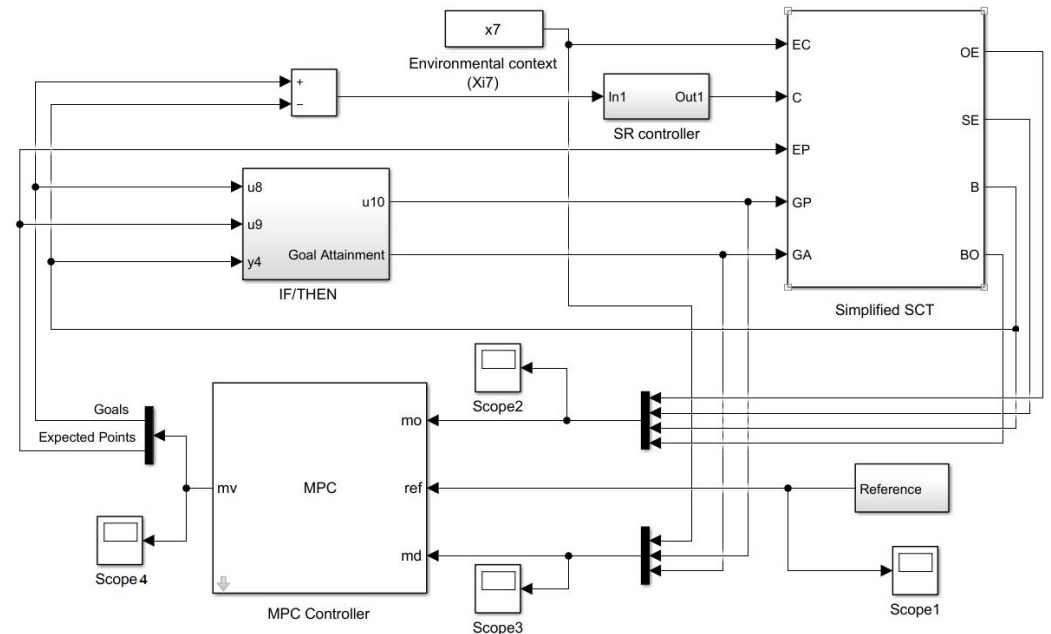 x7
Environmental context
(Xi7)
+
−
In1
Out1
SR controller
EC
C
EP
GP
GA
OE
SE
B
BO
Simplified SCT
u8
u9
y4
u10
Goal Attainment
IF/THEN
Scope2
Goals
Expected Points
mv
MPC
mo
ref
md
MPC Controller
Reference
Scope4
Scope3
Scope1